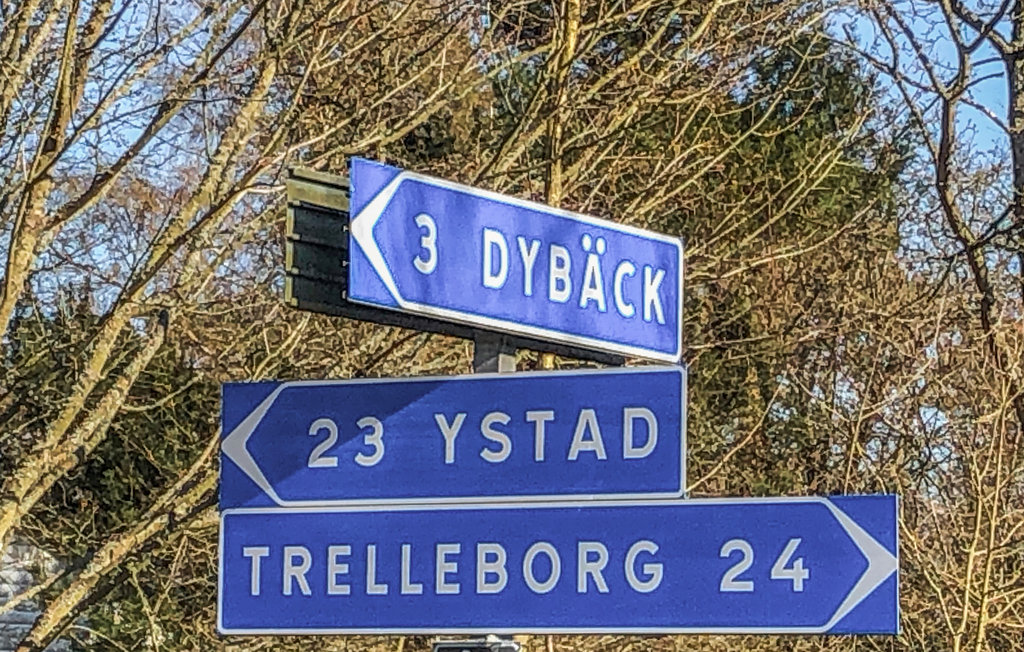 3 DYBÄCK
23 YSTAD
TRELLEBORG 24